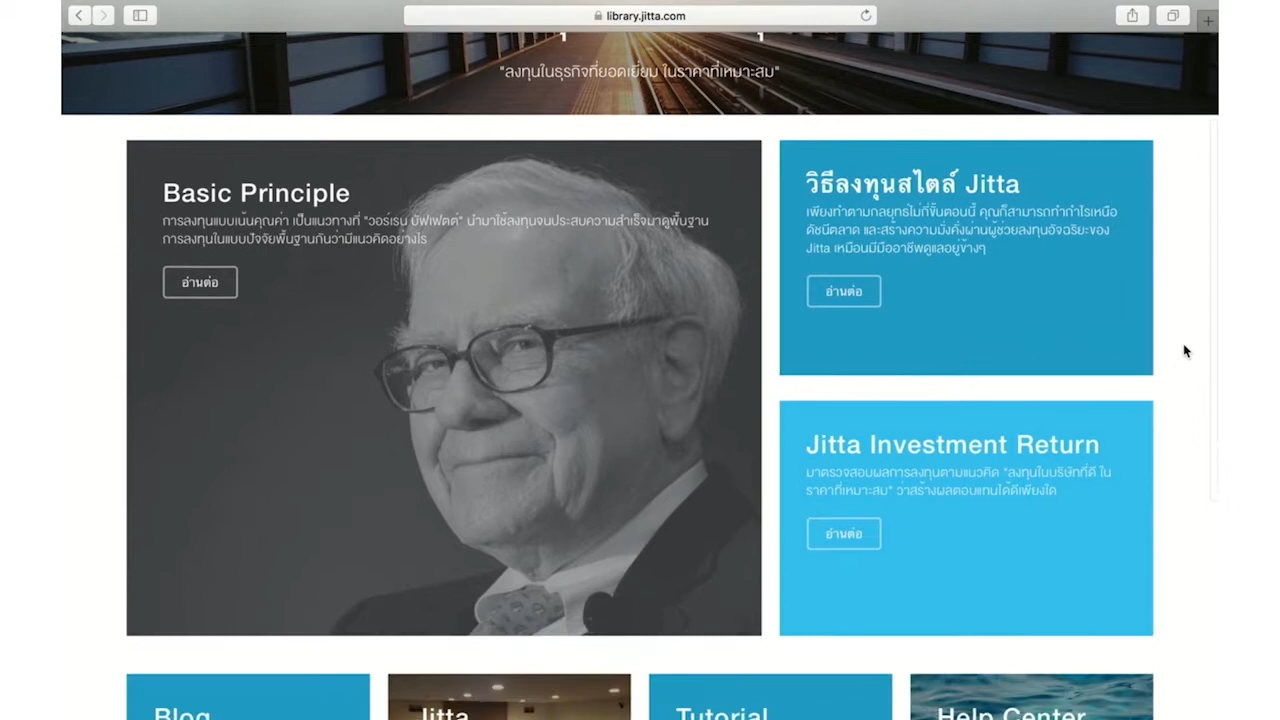 library.jitta.com
"ลงทุนในธุรกิจที่ยอดเยี่ยม ในราคาที่เหมาะสม"
Basic Principle
การลงทุนแบบเน้นคุณค่า เป็นแนวทางที่ "วอร์เรน บัฟเฟตต์" นำมาใช้ลงทุนจนประสบความสำเร็จมาดูพื้นฐาน
การลงทุนในแบบปัจจัยพื้นฐานกันว่ามีแนวคิดอย่างไร
อ่านต่อ
วิธีลงทุนสไตล์ Jitta
เพียงทำตามกลยุทธ์ไม่กี่ขั้นตอนนี้ คุณก็สามารถทำกำไรเหนือ
ดัชนีตลาด และสร้างความมั่งคั่งผ่านผู้ช่วยลงทุนอัจฉริยะของ
Jitta เหมือนมีมืออาชีพดูแลอยู่ข้างๆ
อ่านต่อ
Jitta Investment Return
มาตรวจสอบผลการลงทุนตามแนวคิด "ลงทุนในบริษัทที่ดี ใน
ราคาที่เหมาะสม" ว่าสร้างผลตอบแทนได้ดีเพียงใด
อ่านต่อ
Blog
Jitta
Tutorial
Help Center